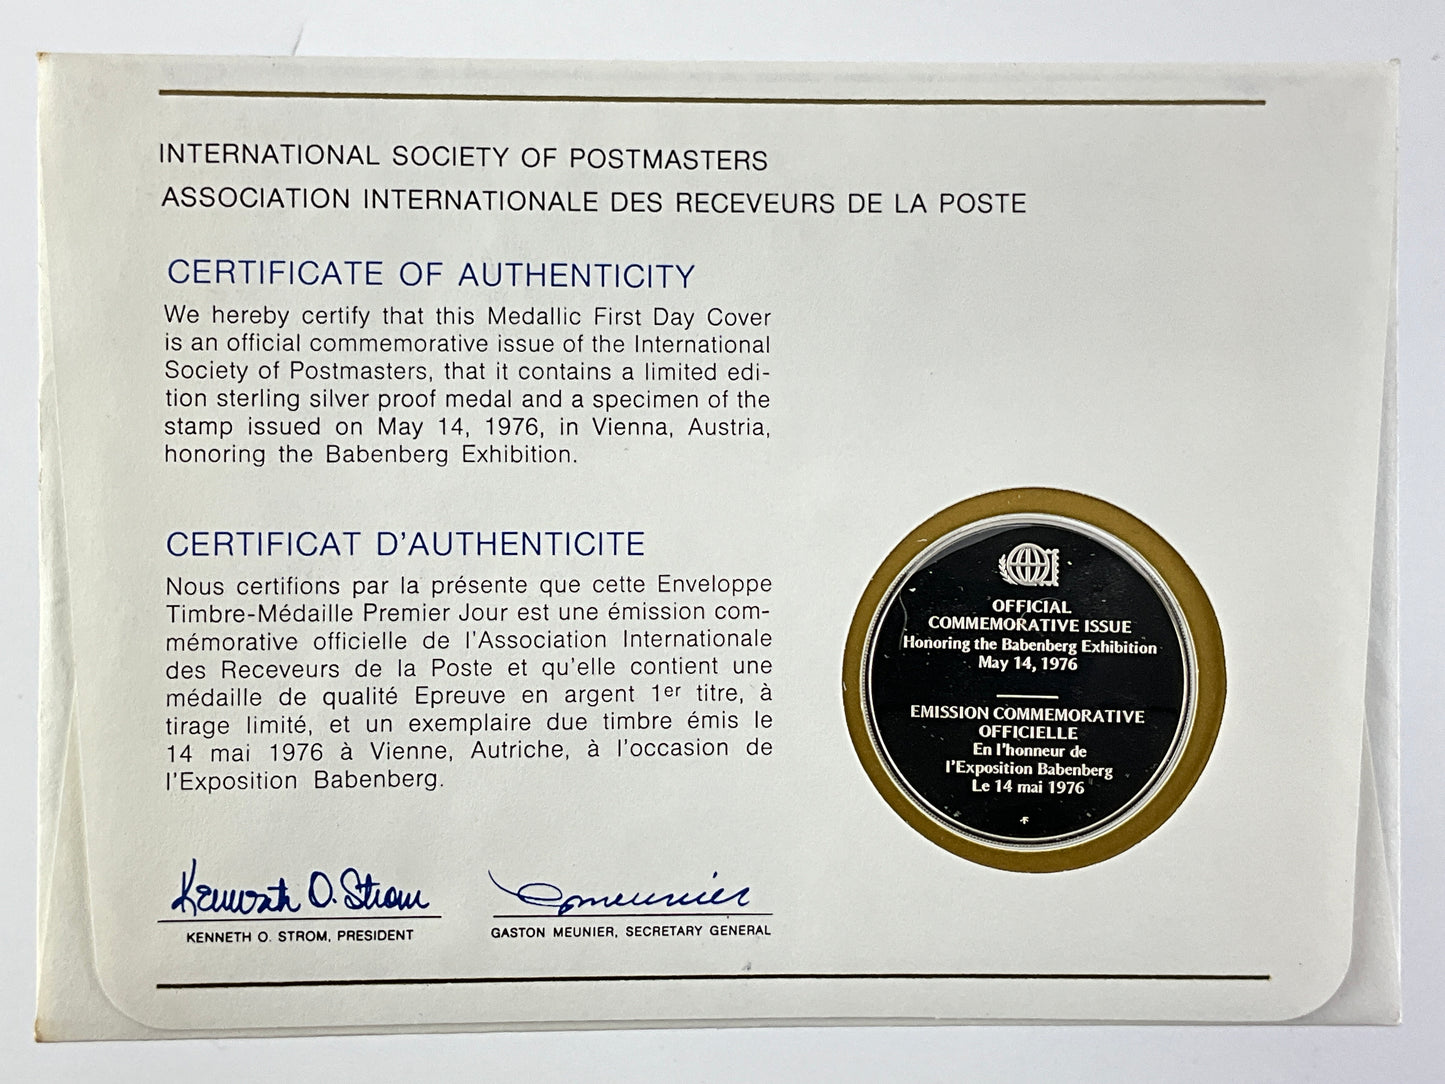 INTERNATIONAL SOCIETY OF POSTMASTERS
ASSOCIATION INTERNATIONALE DES RECEVEURS DE LA POSTE
CERTIFICATE OF AUTHENTICITY
We hereby certify that this Medallic First Day Cover
is an official commemorative issue of the International
Society of Postmasters, that it contains a limited edi-
tion sterling silver proof medal and a specimen of the
stamp issued on May 14, 1976, in Vienna, Austria,
honoring the Babenberg Exhibition.
CERTIFICAT D'AUTHENTICITE
Nous certifions par la présente que cette Enveloppe
Timbre-Médaille Premier Jour est une émission com-
mémorative officielle de l'Association Internationale
des Receveurs de la Poste et qu'elle contient une
médaille de qualité Epreuve en argent 1er titre, à
tirage limité, et un exemplaire due timbre émis le
14 mai 1976 à Vienne, Autriche, à l'occasion de
l'Exposition Babenberg.
Kenneth O. Strom
KENNETH O. STROM, PRESIDENT
G meunier
GASTON MEUNIER, SECRETARY GENERAL
OFFICIAL
COMMEMORATIVE ISSUE
Honoring the Babenberg Exhibition
May 14, 1976
EMISSION COMMEMORATIVE
OFFICIELLE
En l'honneur de
l'Exposition Babenberg
Le 14 mai 1976